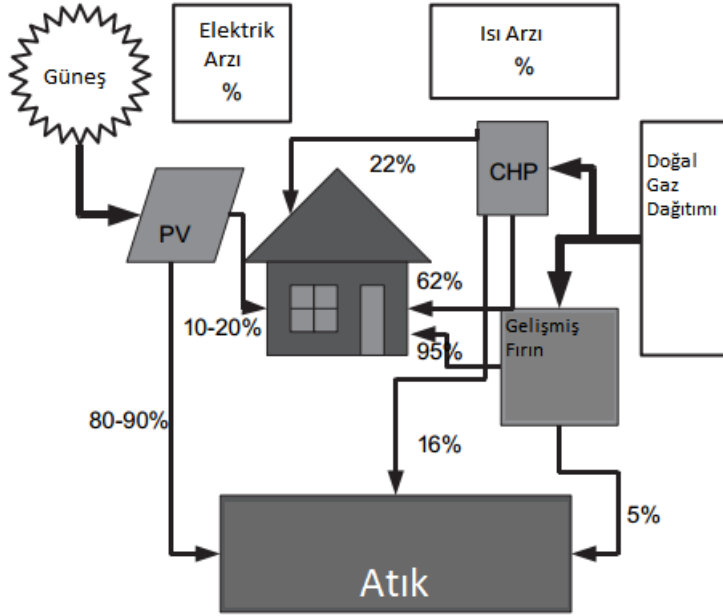 Güneş
Elektrik
Arzı
%
Isı Arzı
%
22%
CHP
Doğal
Gaz
Dağıtımı
PV
62%
10-20%
95%
Gelişmiş
Fırın
80-90%
16%
5%
Atık